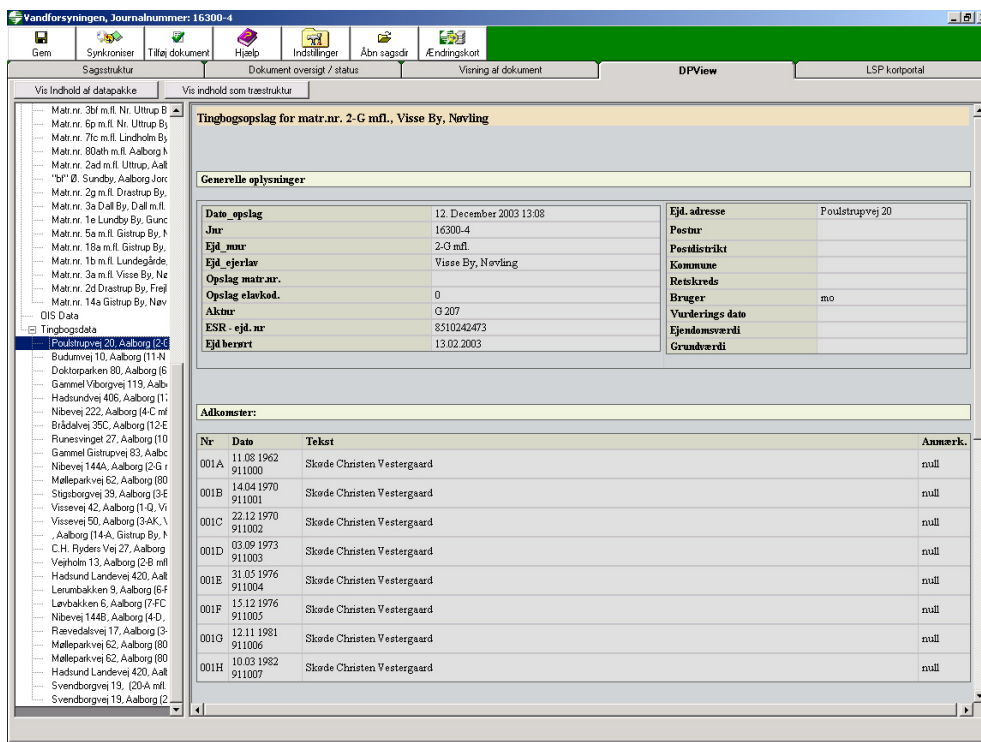 Vandforsyningen, Journalnummer: 16300-4
Gem Synkroniser Tilføj dokument Hjælp Indstillinger Åbn sagsdir Ændringskort
Sagsstruktur Dokument oversigt / status Visning af dokument DPView LSP kortportal
Vis Indhold af datapakke Vis indhold som træstruktur
Matr.nr. 3bf m.fl. Nr. Uttrup B
Matr.nr. 6p m.fl. Nr. Uttrup By
Matr.nr. 7fc m.fl. Lindholm By
Matr.nr. 80ath m.fl. Aalborg M
Matr.nr. 2ad m.fl. Uttrup, Aalb
"bf" Ø. Sundby, Aalborg Jord
Matr.nr. 2g m.fl. Drastrup By,
Matr.nr. 3a Dall By, Dall m.fl.
Matr.nr. 1e Lundby By, Gund
Matr.nr. 5a m.fl. Gistrup By, N
Matr.nr. 18a m.fl. Gistrup By,
Matr.nr. 1b m.fl. Lundegårde,
Matr.nr. 3a m.fl. Visse By, Nø
Matr.nr. 2d Drastrup By, Frejl
Matr.nr. 14a Gistrup By, Nøv
OIS Data
Tingbogsdata
Poulstrupvej 20, Aalborg (2-G
Budumvej 10, Aalborg (11-N
Doktorparken 80, Aalborg (6
Gammel Viborgvej 119, Aalb
Hadsundvej 406, Aalborg (1
Nibevej 222, Aalborg (4-C mf
Brådalvej 35C, Aalborg (12-E
Runesvinget 27, Aalborg (10
Gammel Gistrupvej 83, Aalbo
Nibevej 144A, Aalborg (2-G r
Mølleparkvej 62, Aalborg (80
Stigsborgvej 39, Aalborg (3-E
Vissevej 42, Aalborg (1-Q, Vi
Vissevej 50, Aalborg (3-AK, V
, Aalborg (14-A, Gistrup By, N
C.H. Ryders Vej 27, Aalborg
Vejrholm 13, Aalborg (2-B mfl
Hadsund Landevej 420, Aalb
Lerumbakken 9, Aalborg (6-F
Løvbakken 6, Aalborg (7-FC
Nibevej 144B, Aalborg (4-D,
Rævedalsvej 17, Aalborg (3-
Mølleparkvej 62, Aalborg (80
Mølleparkvej 62, Aalborg (80
Hadsund Landevej 420, Aalb
Svendborgvej 19, (20-A mfl.
Svendborgvej 19, Aalborg (2
Tingbogsopslag for matr.nr. 2-G mfl., Visse By, Nøvling
Generelle oplysninger
Dato_opslag 12. December 2003 13:08
Jnr 16300-4
Ejd_mnr 2-G mfl.
Ejd_ejerlav Visse By, Nøvling
Opslag matr.nr.
Opslag elavkod. 0
Aktnr G 207
ESR - ejd. nr 8510242473
Ejd berørt 13.02.2003
Ejd. adresse Poulstrupvej 20
Postnr
Postdistrikt
Kommune
Retskreds
Bruger mo
Vurderings dato
Ejendomsværdi
Grundværdi
Adkomster:
Nr Dato Tekst Anmærk.
001A 11.08 1962 911000 Skøde Christen Vestergaard null
001B 14.04 1970 911001 Skøde Christen Vestergaard null
001C 22.12 1970 911002 Skøde Christen Vestergaard null
001D 03.09 1973 911003 Skøde Christen Vestergaard null
001E 31.05 1976 911004 Skøde Christen Vestergaard null
001F 15.12 1976 911005 Skøde Christen Vestergaard null
001G 12.11 1981 911006 Skøde Christen Vestergaard null
001H 10.03 1982 911007 Skøde Christen Vestergaard null